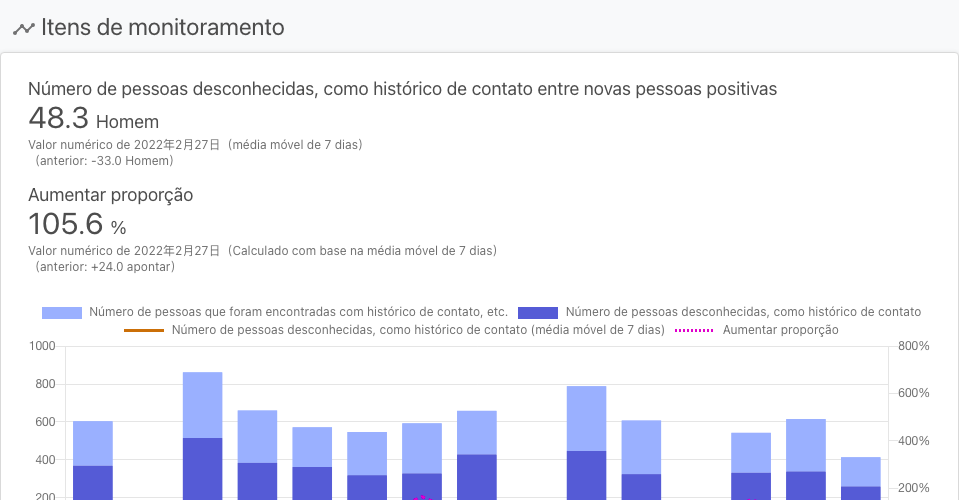 Itens de monitoramento
Número de pessoas desconhecidas, como histórico de contato entre novas pessoas positivas
48.3 Homem
Valor numérico de 2022年2月27日（média móvel de 7 dias）
（anterior: -33.0 Homem）
Aumentar proporção
105.6 %
Valor numérico de 2022年2月27日（Calculado com base na média móvel de 7 dias）
（anterior: +24.0 apontar）
Número de pessoas que foram encontradas com histórico de contato, etc. Número de pessoas desconhecidas, como histórico de contato
Número de pessoas desconhecidas, como histórico de contato (média móvel de 7 dias) Aumentar proporção
1000 800%
800
600%
600
400%
400
200%
200